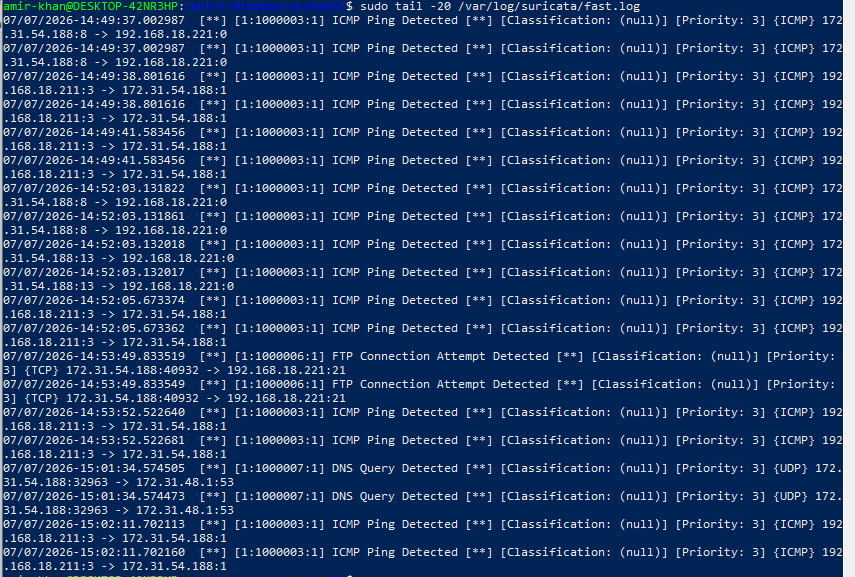 amir-khan@DESKTOP-42NR3HP: $ sudo tail -20 /var/log/suricata/fast.log
07/07/2026-14:49:37.002987  [**] [1:1000003:1] ICMP Ping Detected [**] [Classification: (null)] [Priority: 3] {ICMP} 172
.31.54.188:8 -> 192.168.18.221:0
07/07/2026-14:49:37.002987  [**] [1:1000003:1] ICMP Ping Detected [**] [Classification: (null)] [Priority: 3] {ICMP} 172
.31.54.188:8 -> 192.168.18.221:0
07/07/2026-14:49:38.801616  [**] [1:1000003:1] ICMP Ping Detected [**] [Classification: (null)] [Priority: 3] {ICMP} 192
.168.18.211:3 -> 172.31.54.188:1
07/07/2026-14:49:38.801616  [**] [1:1000003:1] ICMP Ping Detected [**] [Classification: (null)] [Priority: 3] {ICMP} 192
.168.18.211:3 -> 172.31.54.188:1
07/07/2026-14:49:41.583456  [**] [1:1000003:1] ICMP Ping Detected [**] [Classification: (null)] [Priority: 3] {ICMP} 192
.168.18.211:3 -> 172.31.54.188:1
07/07/2026-14:49:41.583456  [**] [1:1000003:1] ICMP Ping Detected [**] [Classification: (null)] [Priority: 3] {ICMP} 192
.168.18.211:3 -> 172.31.54.188:1
07/07/2026-14:52:03.131822  [**] [1:1000003:1] ICMP Ping Detected [**] [Classification: (null)] [Priority: 3] {ICMP} 172
.31.54.188:8 -> 192.168.18.221:0
07/07/2026-14:52:03.131861  [**] [1:1000003:1] ICMP Ping Detected [**] [Classification: (null)] [Priority: 3] {ICMP} 172
.31.54.188:8 -> 192.168.18.221:0
07/07/2026-14:52:03.132018  [**] [1:1000003:1] ICMP Ping Detected [**] [Classification: (null)] [Priority: 3] {ICMP} 172
.31.54.188:13 -> 192.168.18.221:0
07/07/2026-14:52:03.132017  [**] [1:1000003:1] ICMP Ping Detected [**] [Classification: (null)] [Priority: 3] {ICMP} 172
.31.54.188:13 -> 192.168.18.221:0
07/07/2026-14:52:05.673374  [**] [1:1000003:1] ICMP Ping Detected [**] [Classification: (null)] [Priority: 3] {ICMP} 192
.168.18.211:3 -> 172.31.54.188:1
07/07/2026-14:52:05.673362  [**] [1:1000003:1] ICMP Ping Detected [**] [Classification: (null)] [Priority: 3] {ICMP} 192
.168.18.211:3 -> 172.31.54.188:1
07/07/2026-14:53:49.833519  [**] [1:1000006:1] FTP Connection Attempt Detected [**] [Classification: (null)] [Priority:
3] {TCP} 172.31.54.188:40932 -> 192.168.18.221:21
07/07/2026-14:53:49.833549  [**] [1:1000006:1] FTP Connection Attempt Detected [**] [Classification: (null)] [Priority:
3] {TCP} 172.31.54.188:40932 -> 192.168.18.221:21
07/07/2026-14:53:52.522640  [**] [1:1000003:1] ICMP Ping Detected [**] [Classification: (null)] [Priority: 3] {ICMP} 192
.168.18.211:3 -> 172.31.54.188:1
07/07/2026-14:53:52.522681  [**] [1:1000003:1] ICMP Ping Detected [**] [Classification: (null)] [Priority: 3] {ICMP} 192
.168.18.211:3 -> 172.31.54.188:1
07/07/2026-15:01:34.574505  [**] [1:1000007:1] DNS Query Detected [**] [Classification: (null)] [Priority: 3] {UDP} 172.
31.54.188:32963 -> 172.31.48.1:53
07/07/2026-15:01:34.574473  [**] [1:1000007:1] DNS Query Detected [**] [Classification: (null)] [Priority: 3] {UDP} 172.
31.54.188:32963 -> 172.31.48.1:53
07/07/2026-15:02:11.702113  [**] [1:1000003:1] ICMP Ping Detected [**] [Classification: (null)] [Priority: 3] {ICMP} 192
.168.18.211:3 -> 172.31.54.188:1
07/07/2026-15:02:11.702160  [**] [1:1000003:1] ICMP Ping Detected [**] [Classification: (null)] [Priority: 3] {ICMP} 192
.168.18.211:3 -> 172.31.54.188:1